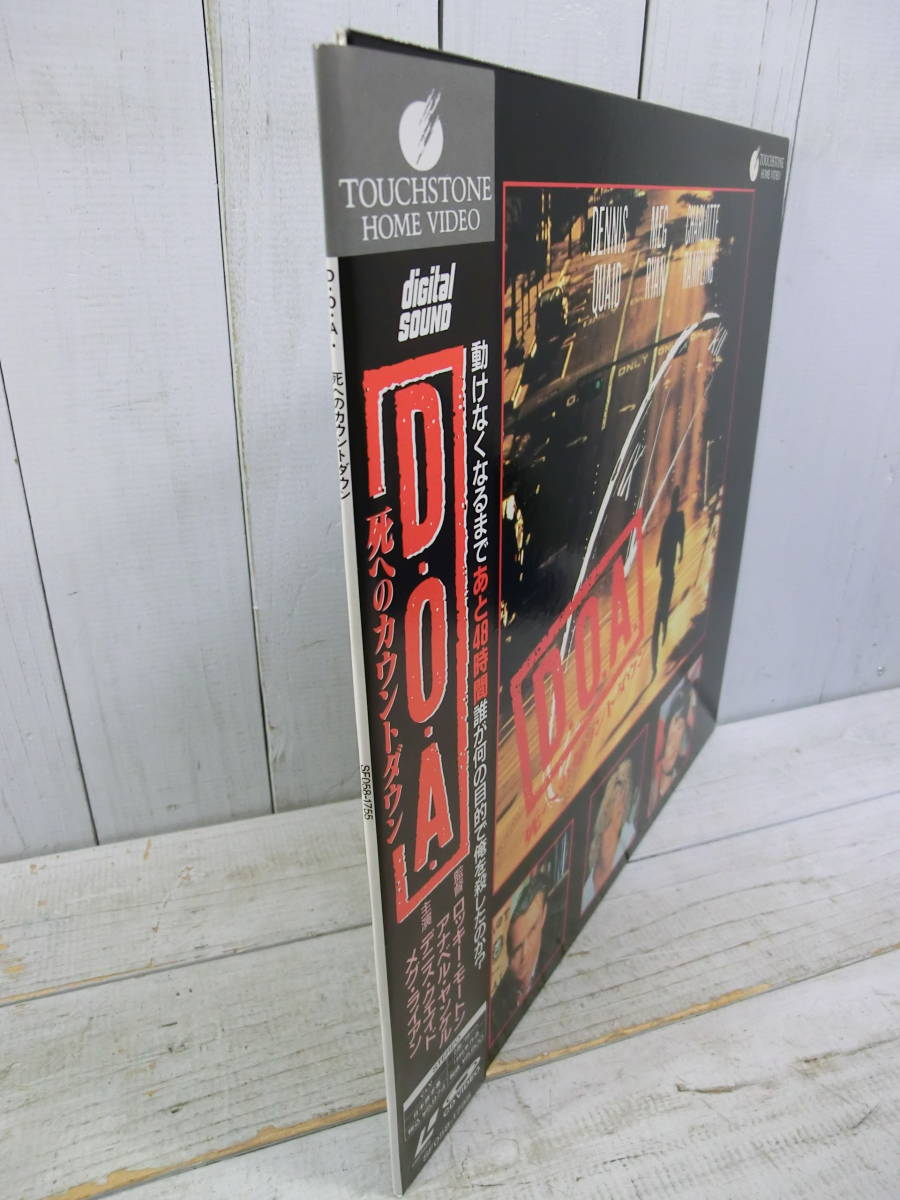 TOUCHSTONE
HOME VIDEO
digital
SOUND
D.O.A.
死へのカウントダウン
動けなくなるまであと48時間誰が何の目的で俺を殺したのか?
監督 ロッキー・モートン
アナベル・ヤンケル
主演 デニス・クエイド
メグ・ライアン
D・O・A・ 死へのカウントダウン
SF058-1755
TOUCHSTONE
HOME VIDEO
DENNIS
QUAID
MEG
RYAN
CHARLOTTE
RAMPLING
ONLY
ONLY
D.O.A.